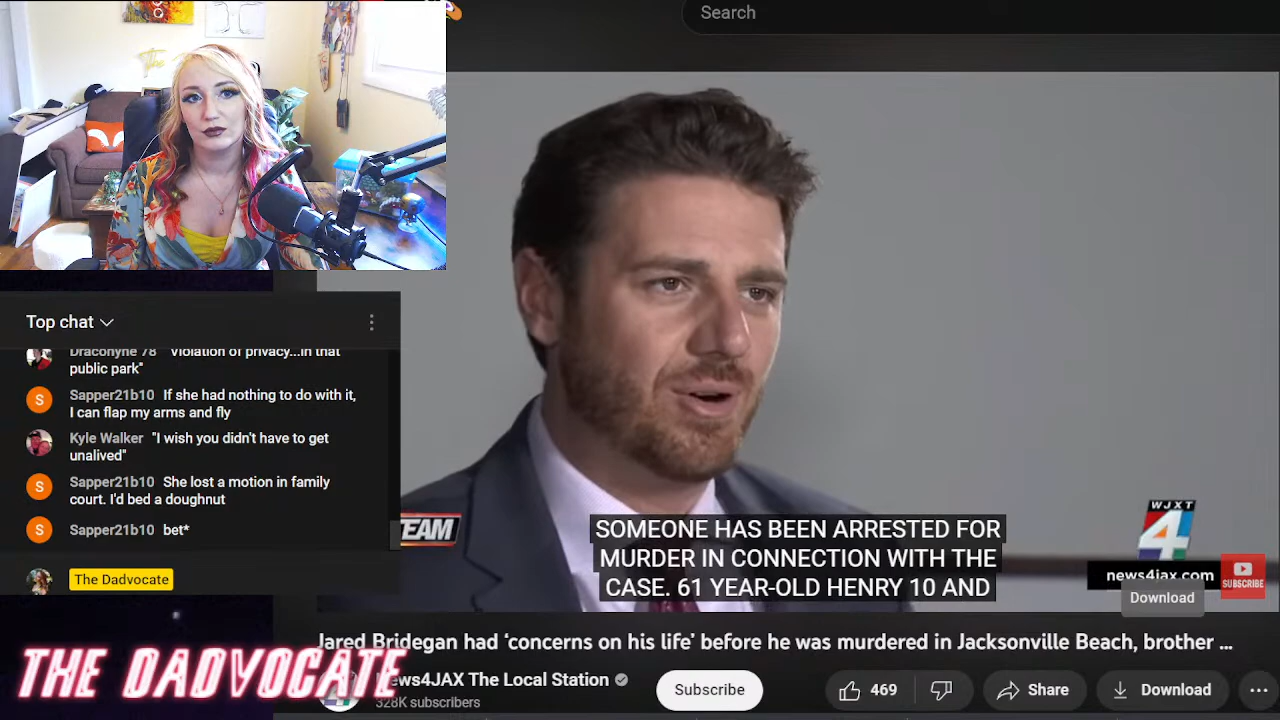 Search
Top chat
Draconyne 78 "Violation of privacy...in that
public park"
S
Sapper21b10 If she had nothing to do with it,
I can flap my arms and fly
Kyle Walker "I wish you didn't have to get
unalived"
S
Sapper21b10 She lost a motion in family
court. I'd bed a doughnut
S
Sapper21b10 bet*
The Dadvocate
TEAM
SOMEONE HAS BEEN ARRESTED FOR
MURDER IN CONNECTION WITH THE
CASE. 61 YEAR-OLD HENRY 10 AND
WJXT
4
news4jax.com
SUBSCRIBE
Download
Jared Bridegan had ‘concerns on his life’ before he was murdered in Jacksonville Beach, brother ...
THE DADVOCATE
News4JAX The Local Station
328K subscribers
Subscribe
469
Share
Download